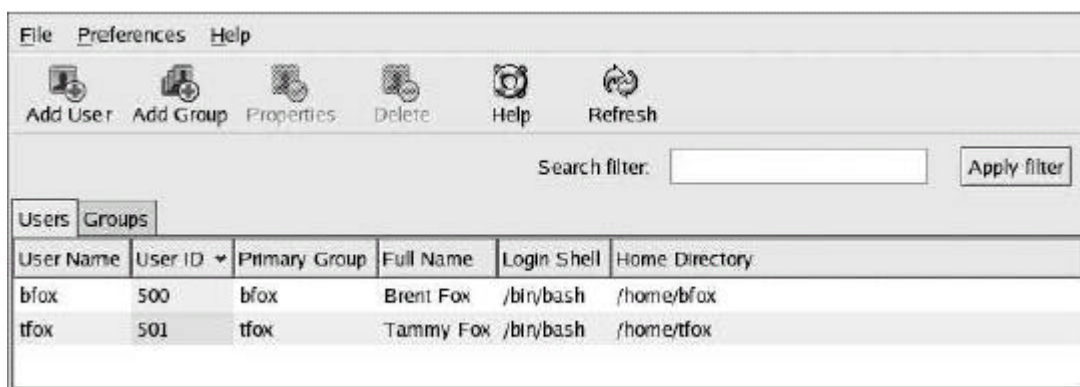 File Preferences Help
Add User Add Group Properties Delete Help Refresh
Search filter: Apply filter
Users Groups
User Name User ID Primary Group Full Name Login Shell Home Directory
bfox 500 bfox Brent Fox /bin/bash /home/bfox
tfox 501 tfox Tammy Fox /bin/bash /home/tfox